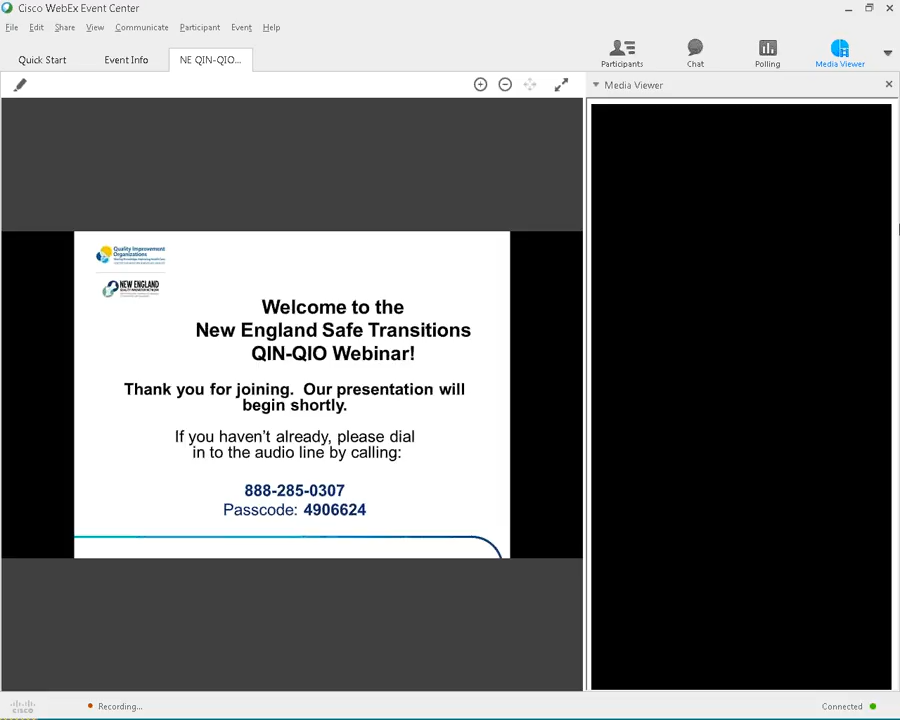 Cisco WebEx Event Center
File Edit Share View Communicate Participant Event Help
Quick Start Event Info NE QIN-QIO...
Participants Chat Polling Media Viewer
Media Viewer
Quality Improvement
Organizations
NEW ENGLAND
Welcome to the
New England Safe Transitions
QIN-QIO Webinar!
Thank you for joining. Our presentation will
begin shortly.
If you haven't already, please dial
in to the audio line by calling:
888-285-0307
Passcode: 4906624
CISCO
Recording...
Connected